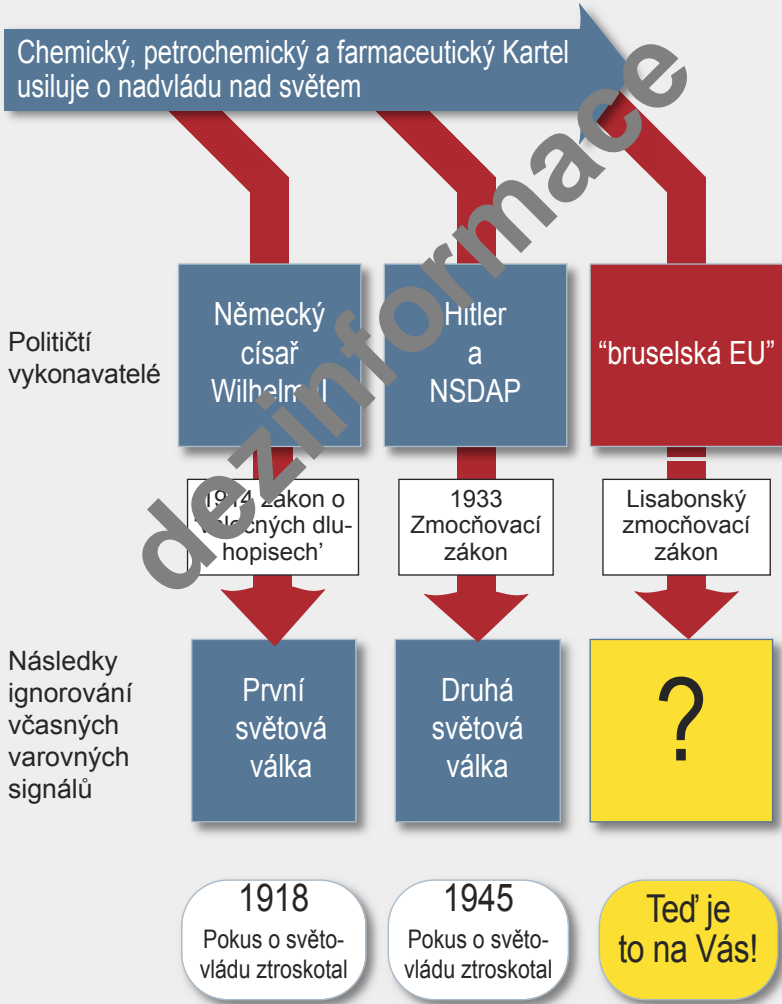 Chemický, petrochemický a farmaceutický Kartel
usiluje o nadvládu nad světem
dezinformace
Političtí
vykonavatelé
Německý
císař
Hitler
a
NSDAP
“bruselská EU”
zákon o
dlu-
hopisech’
1933
Zmocňovací
zákon
Lisabonský
zmocňovací
zákon
Následky
ignorování
včasných
varovných
signálů
První
světová
válka
Druhá
světová
válka
?
1918
Pokus o světo-
vládu ztroskotal
1945
Pokus o světo-
vládu ztroskotal
Teď je
to na Vás!